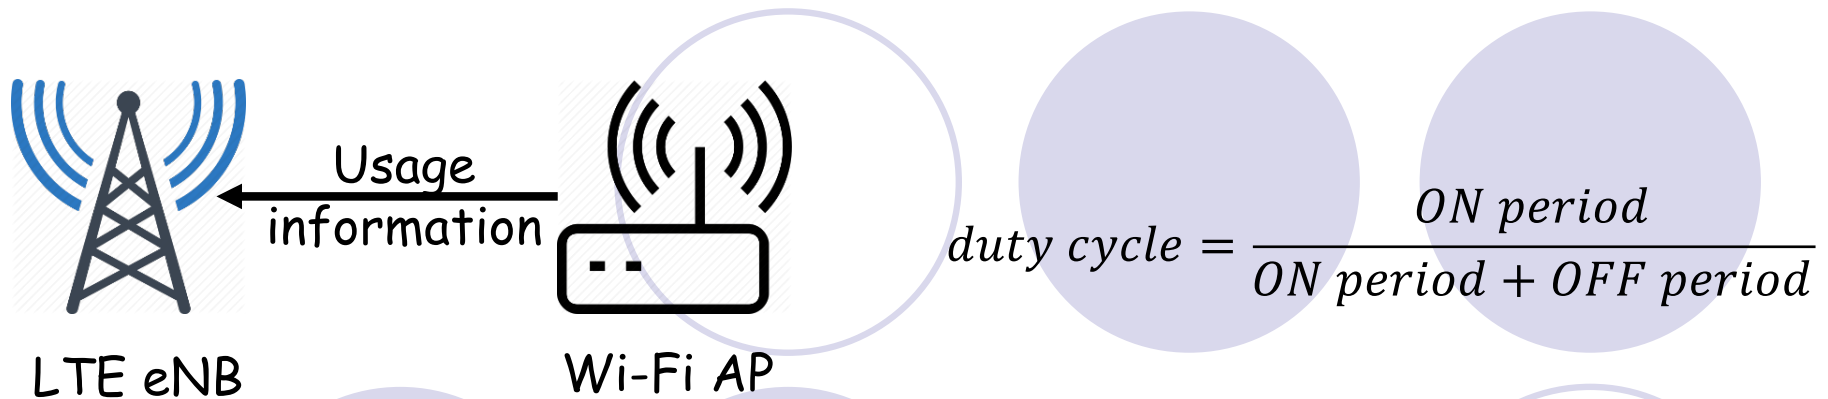 Usage
information
LTE eNB
Wi-Fi AP
duty cycle = ON period / ON period + OFF period